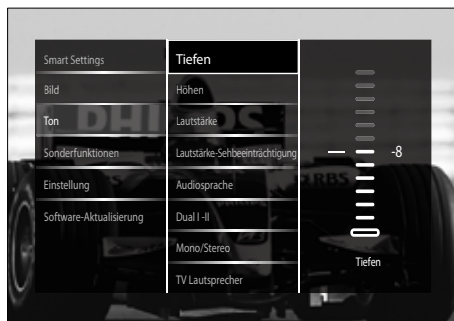 Smart Settings
Bild
Ton
Sonderfunktionen
Einstellung
Software-Aktualisierung
Tiefen
Höhen
Lautstärke
Lautstärke-Sehbeeinträchtigung
Audiosprache
Dual I -II
Mono/Stereo
TV Lautsprecher
-8
Tiefen